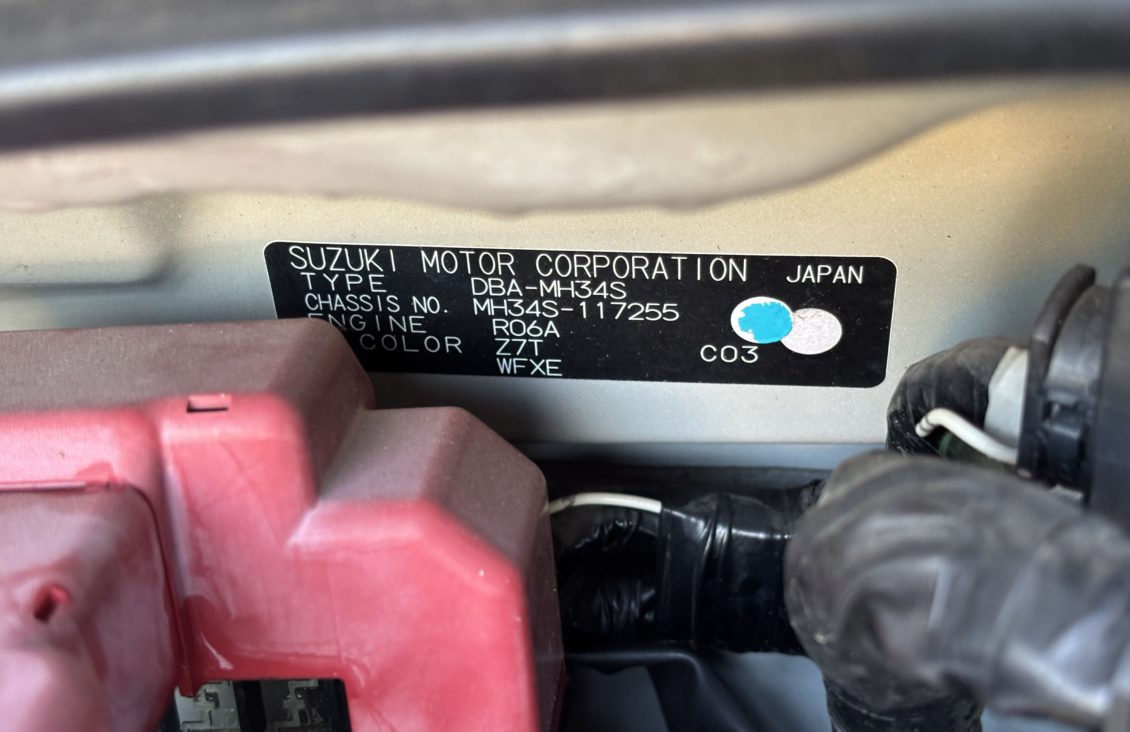 SUZUKI MOTOR CORPORATION JAPAN
TYPE DBA-MH34S
CHASSIS NO. MH34S-117255
ENGINE R06A
COLOR Z7T
WFXE C03